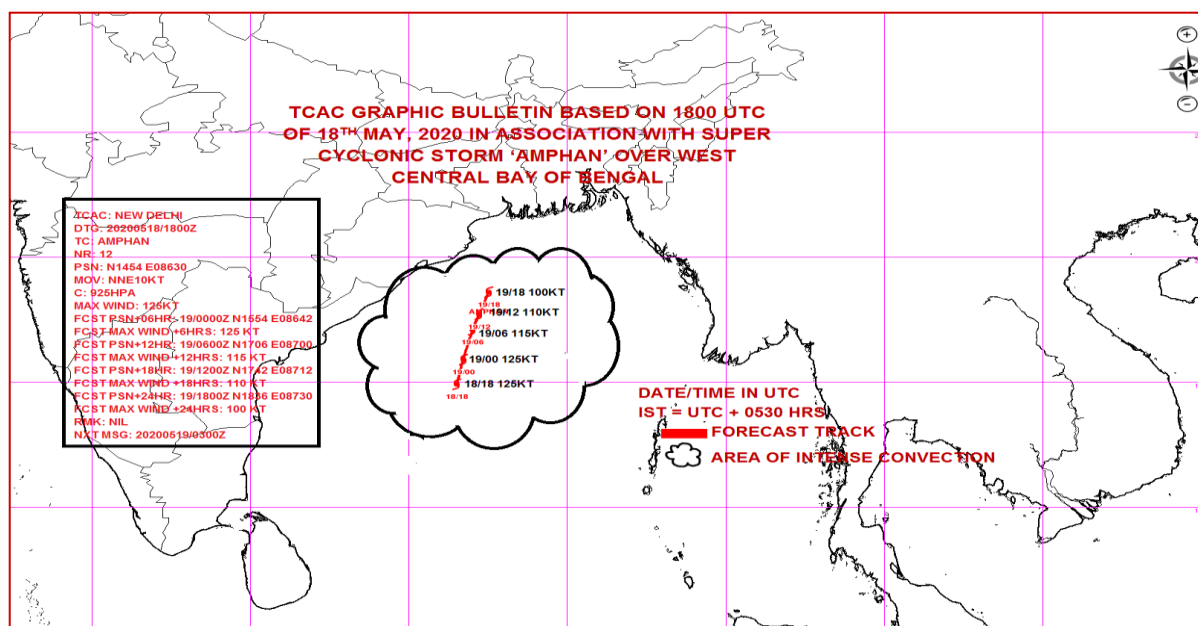 TCAC GRAPHIC BULLETIN BASED ON 1800 UTC
OF 18TH MAY, 2020 IN ASSOCIATION WITH SUPER
CYCLONIC STORM 'AMPHAN' OVER WEST
CENTRAL BAY OF BENGAL
TCAC: NEW DELHI
DTG: 20200518/1800Z
TC: AMPHAN
NR: 12
PSN: N1454 E08630
MOV: NNE10KT
C: 925HPA
MAX WIND: 125KT
FCST PSN+06HR: 19/0000Z N1554 E08642
FCST MAX WIND +6HRS: 125 KT
FCST PSN+12HR: 19/0600Z N1706 E08700
FCST MAX WIND +12HRS: 115 KT
FCST PSN+18HR: 19/1200Z N1742 E08712
FCST MAX WIND +18HRS: 110 KT
FCST PSN+24HR: 19/1800Z N1836 E08730
FCST MAX WIND +24HRS: 100 KT
RMK: NIL
NXT MSG: 20200519/0300Z
19/18 100KT
19/18
AMPHAN
19/12 110KT
19/12
19/06 115KT
19/06
19/00 125KT
19/00
18/18 125KT
18/18
DATE/TIME IN UTC
IST = UTC + 0530 HRS
FORECAST TRACK
AREA OF INTENSE CONVECTION